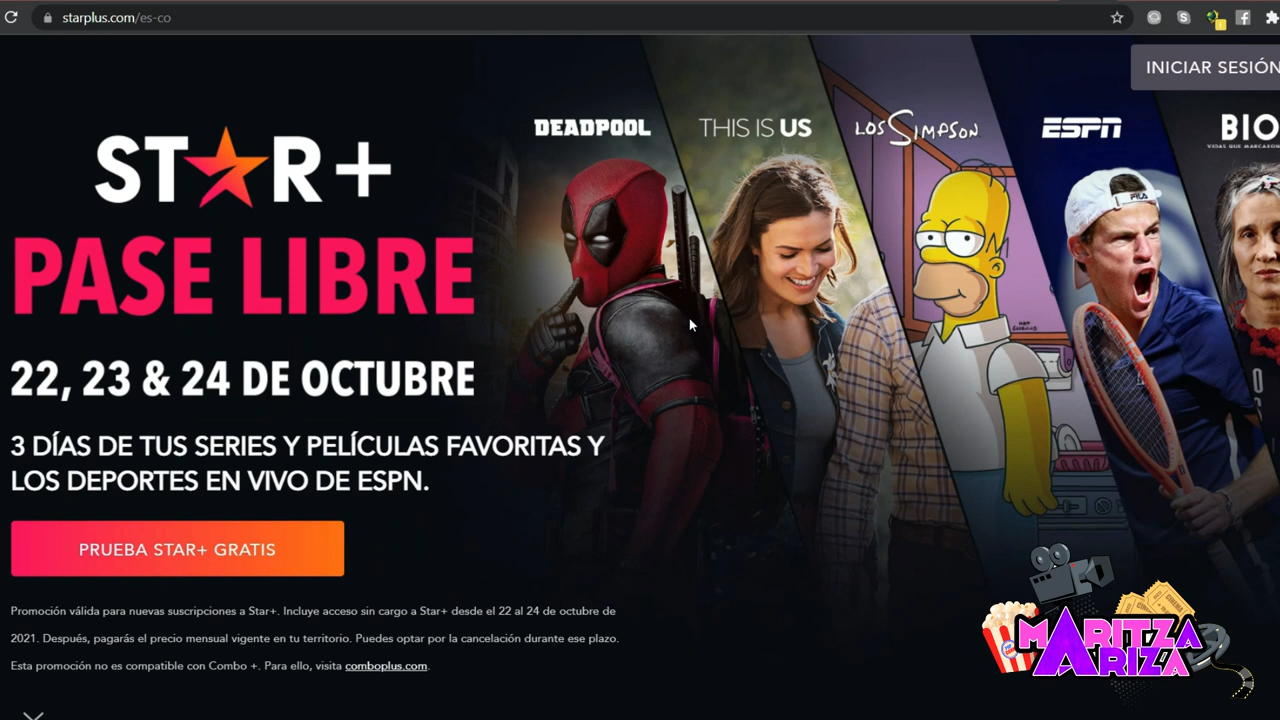 starplus.com/es-co
INICIAR SESIÓN
DEADPOOL
THIS IS US
LOS SIMPSON
ESPN
BIO
STAR+
FILA
PASE LIBRE
22, 23 & 24 DE OCTUBRE
3 DÍAS DE TUS SERIES Y PELÍCULAS FAVORITAS Y
LOS DEPORTES EN VIVO DE ESPN.
PRUEBA STAR+ GRATIS
Promoción válida para nuevas suscripciones a Star+. Incluye acceso sin cargo a Star+ desde el 22 al 24 de octubre de
2021. Después, pagarás el precio mensual vigente en tu territorio. Puedes optar por la cancelación durante ese plazo.
Esta promoción no es compatible con Combo +. Para ello, visita comboplus.com.
MARITZA
ARIZA